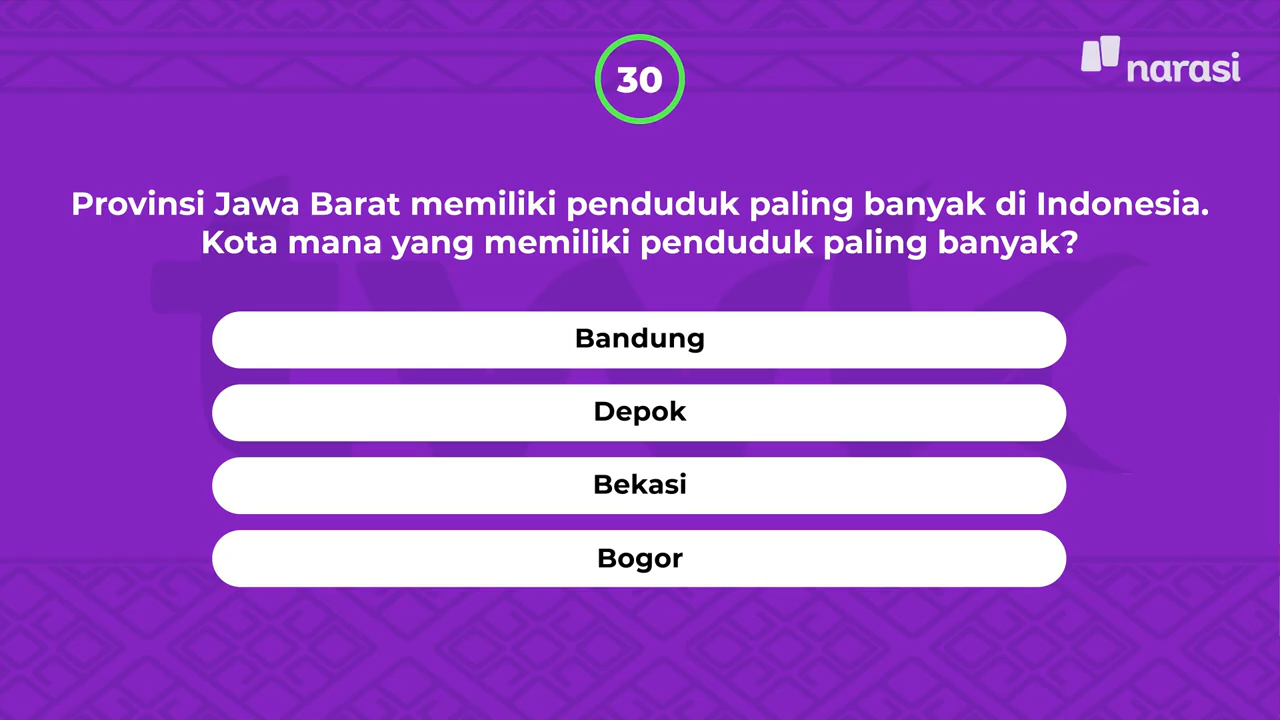 30
narasi
Provinsi Jawa Barat memiliki penduduk paling banyak di Indonesia.
Kota mana yang memiliki penduduk paling banyak?
Bandung
Depok
Bekasi
Bogor